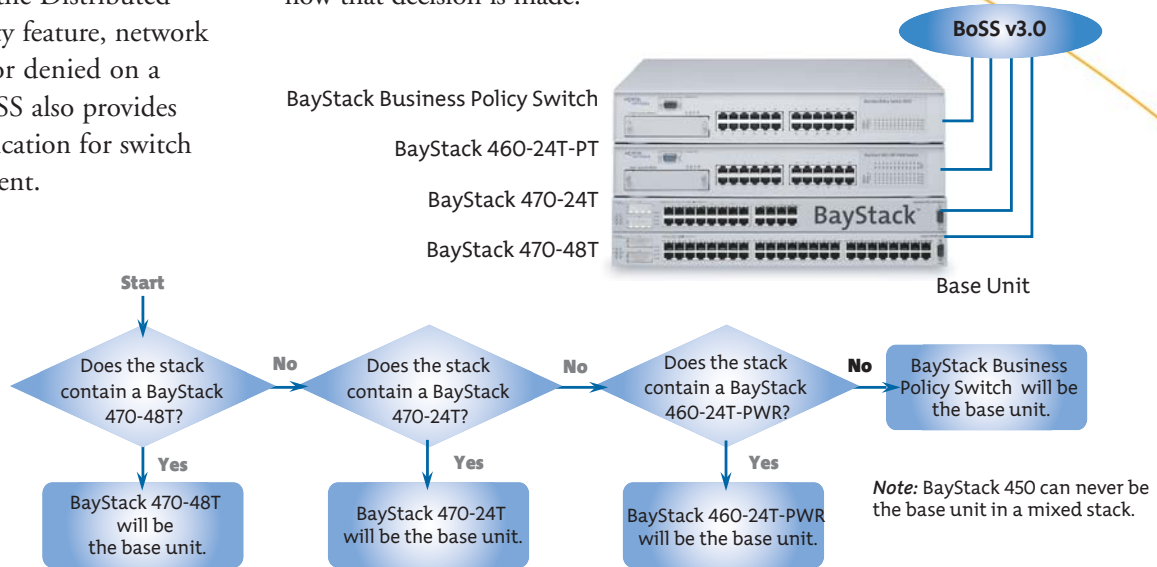 the Distributed
ty feature, network
or denied on a
SS also provides
ication for switch
ent.
how that decision is made.
BoSS v3.0
BayStack Business Policy Switch
BayStack 460-24T-PT
BayStack 470-24T
BayStack 470-48T
BayStack
Base Unit
Start
Does the stack
contain a BayStack
470-48T?
No
Does the stack
contain a BayStack
470-24T?
No
Does the stack
contain a BayStack
460-24T-PWR?
No
BayStack Business
Policy Switch will be
the base unit.
Yes
BayStack 470-48T
will be
the base unit.
Yes
BayStack 470-24T
will be the base unit.
Yes
BayStack 460-24T-PWR
will be the base unit.
Note: BayStack 450 can never be
the base unit in a mixed stack.